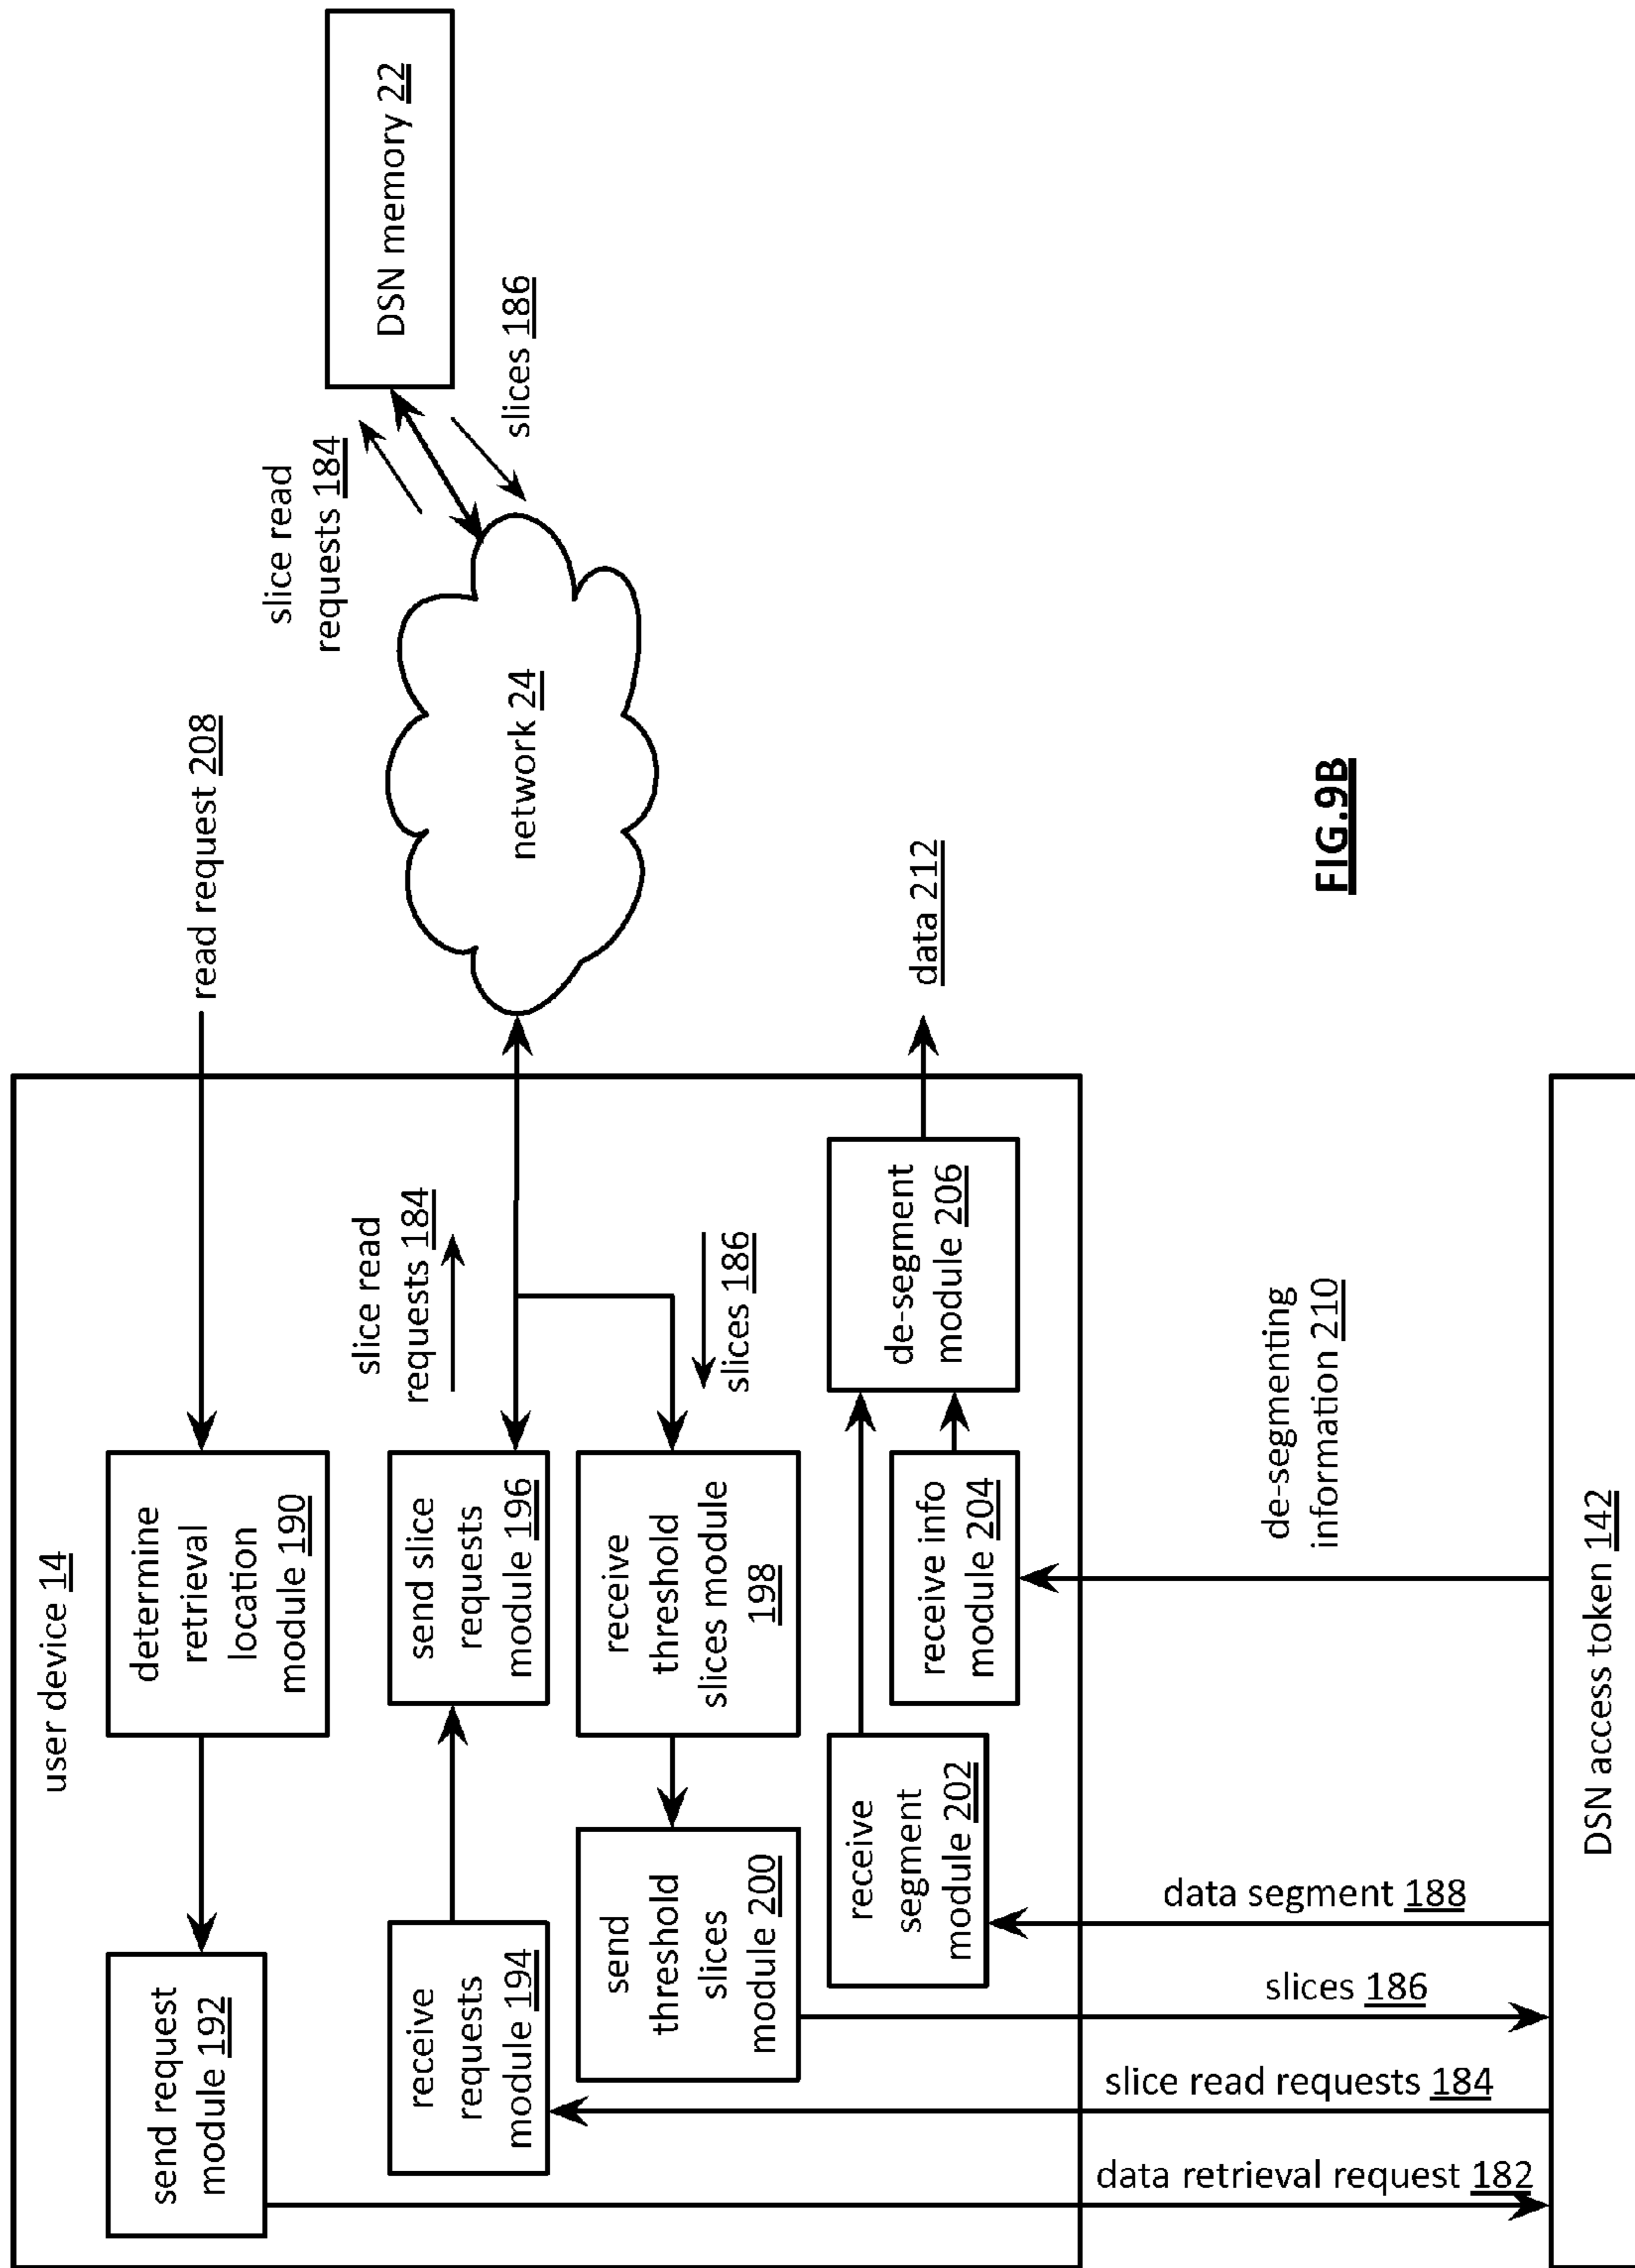 user device 14
read request 208
determine
retrieval
location
module 190
send request
module 192
slice read
requests 184
slices 186
DSN memory 22
network 24
slice read
requests 184
send slice
requests
module 196
receive
requests
module 194
slices 186
receive
threshold
slices module
198
send
threshold
slices
module 200
data 212
de-segment
module 206
receive info
module 204
receive
segment
module 202
de-segmenting
information 210
data segment 188
slices 186
slice read requests 184
data retrieval request 182
DSN access token 142
FIG.9B